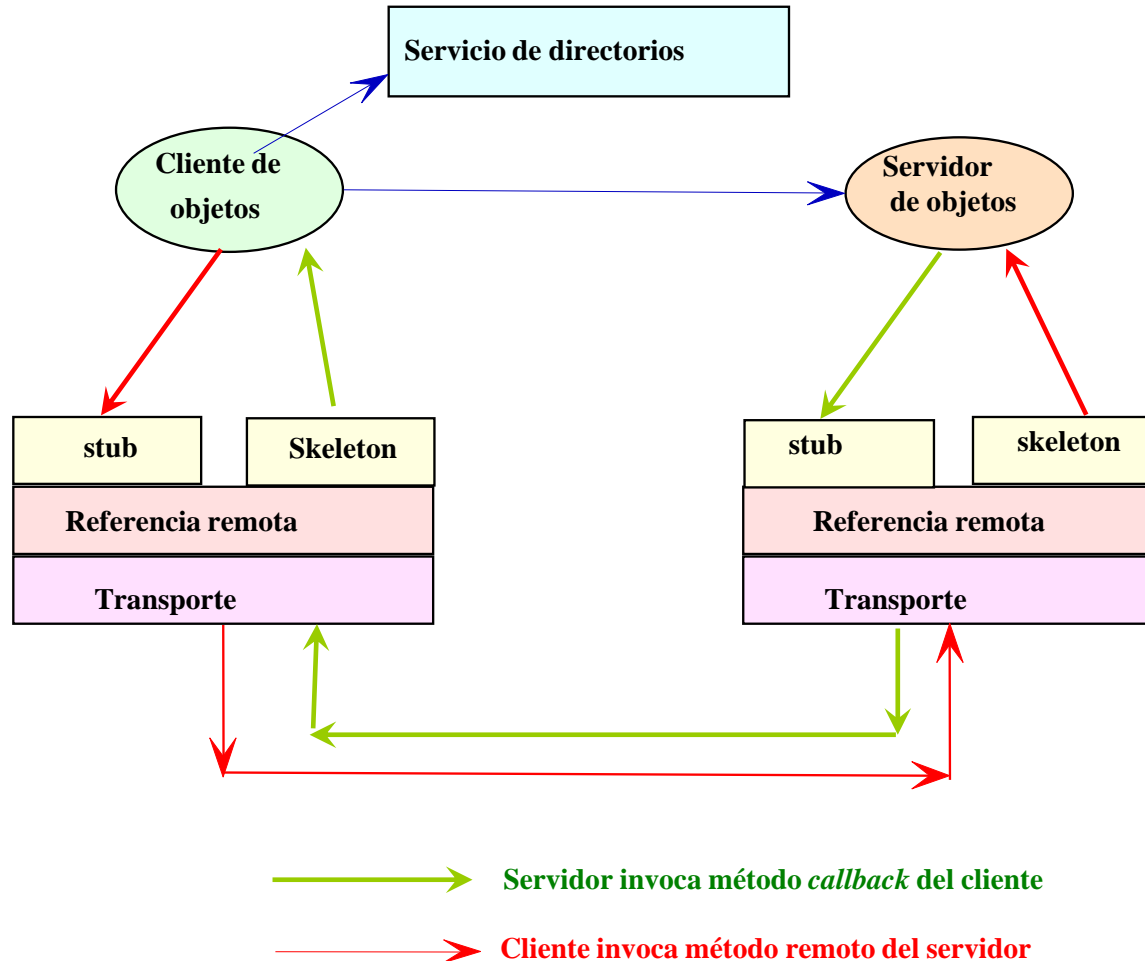 Servicio de directorios
Cliente de
objetos
Servidor
de objetos
stub
Skeleton
stub
skeleton
Referencia remota
Referencia remota
Transporte
Transporte
Servidor invoca método callback del cliente
Cliente invoca método remoto del servidor